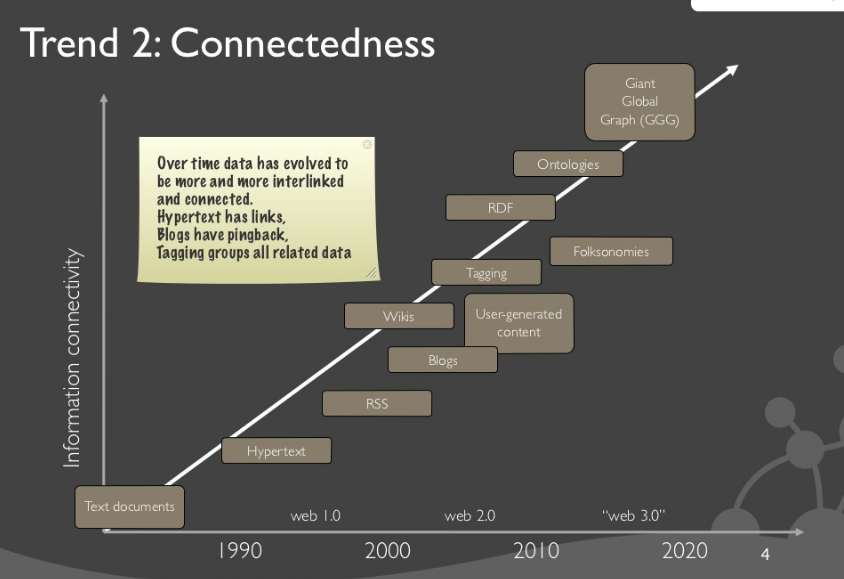 Trend 2: Connectedness
Giant
Global
Graph (GGG)
Over time data has evolved to
be more and more interlinked
and connected.
Hypertext has links,
Blogs have pingback,
Tagging groups all related data
Ontologies
RDF
Folksonomies
Tagging
Wikis
User-generated
content
Blogs
RSS
Hypertext
Text documents
Information connectivity
web 1.0
web 2.0
“web 3.0”
1990
2000
2010
2020
4